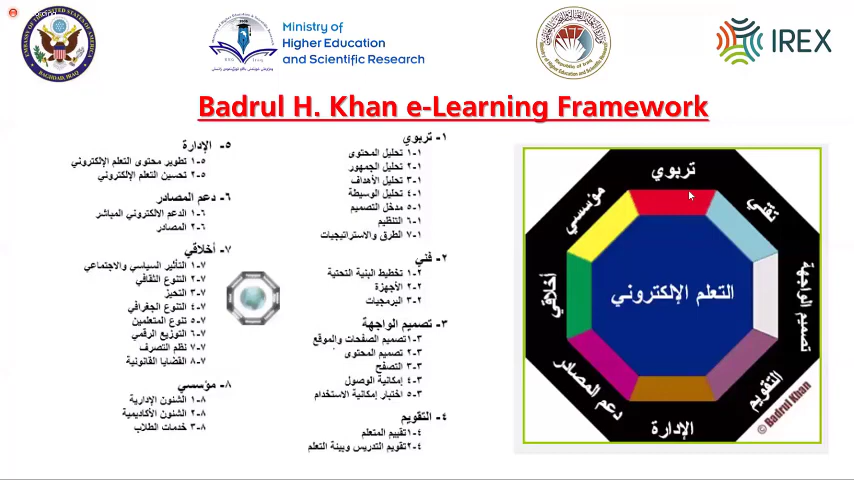 Ministry of
Higher Education
and Scientific Research
IREX
Badrul H. Khan e-Learning Framework
١- تربوي
١-١ تحليل المحتوى
١-٢ تحليل الجمهور
١-٣ تحليل الأهداف
١-٤ تحليل الوسيطة
١-٥ مدخل التصميم
١-٦ التنظيم
١-٧ الطرق والاستراتيجيات
٢- فني
٢-١ تخطيط البنية التحتية
٢-٢ الأجهزة
٢-٣ البرمجيات
٣- تصميم الواجهة
٣-١تصميم الصفحات والموقع
٣-٢ تصميم المحتوى
٣-٣ التصفح
٣-٤ إمكانية الوصول
٣-٥ اختبار إمكانية الاستخدام
٤- التقويم
٤-١تقييم المتعلم
٤-٢تقويم التدريس وبيئة التعلم
٥- الإدارة
٥-١ تطوير محتوى التعلم الإلكتروني
٥-٢ تحسين التعلم الإلكتروني
٦- دعم المصادر
٦-١ الدعم الالكتروني المباشر
٦-٢ المصادر
٧- أخلاقي
٧-١ التأثير السياسي والاجتماعي
٧-٢ التنوع الثقافي
٧-٣ التحيز
٧-٤ التنوع الجغرافي
٧-٥ تنوع المتعلمين
٧-٦ التوزيع الرقمي
٧-٧ نظم التصرف
٧-٨ القضايا القانونية
٨- مؤسسي
٨-١ الشئون الإدارية
٨-٢ الشئون الأكاديمية
٨-٣ خدمات الطلاب
تربوي
تقني
تصميم الواجهة
التقويم
الإدارة
دعم المصادر
أخلاقي
مؤسسي
التعلم الإلكتروني
© Badrul Khan